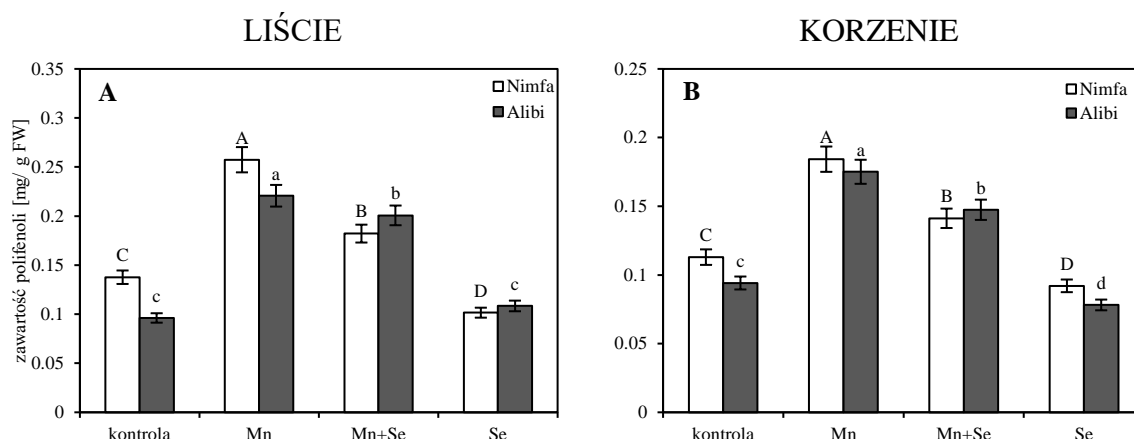 LIŚCIE
KORZENIE
zawartość polifenoli [mg/ g FW]
0.35
0.3
0.25
0.2
0.15
0.1
0.05
0
A
Nimfa
Alibi
C
c
A
a
B
b
D
c
kontrola
Mn
Mn+Se
Se
0.25
0.2
0.15
0.1
0.05
0
B
Nimfa
Alibi
C
c
A
a
B
b
D
d
kontrola
Mn
Mn+Se
Se